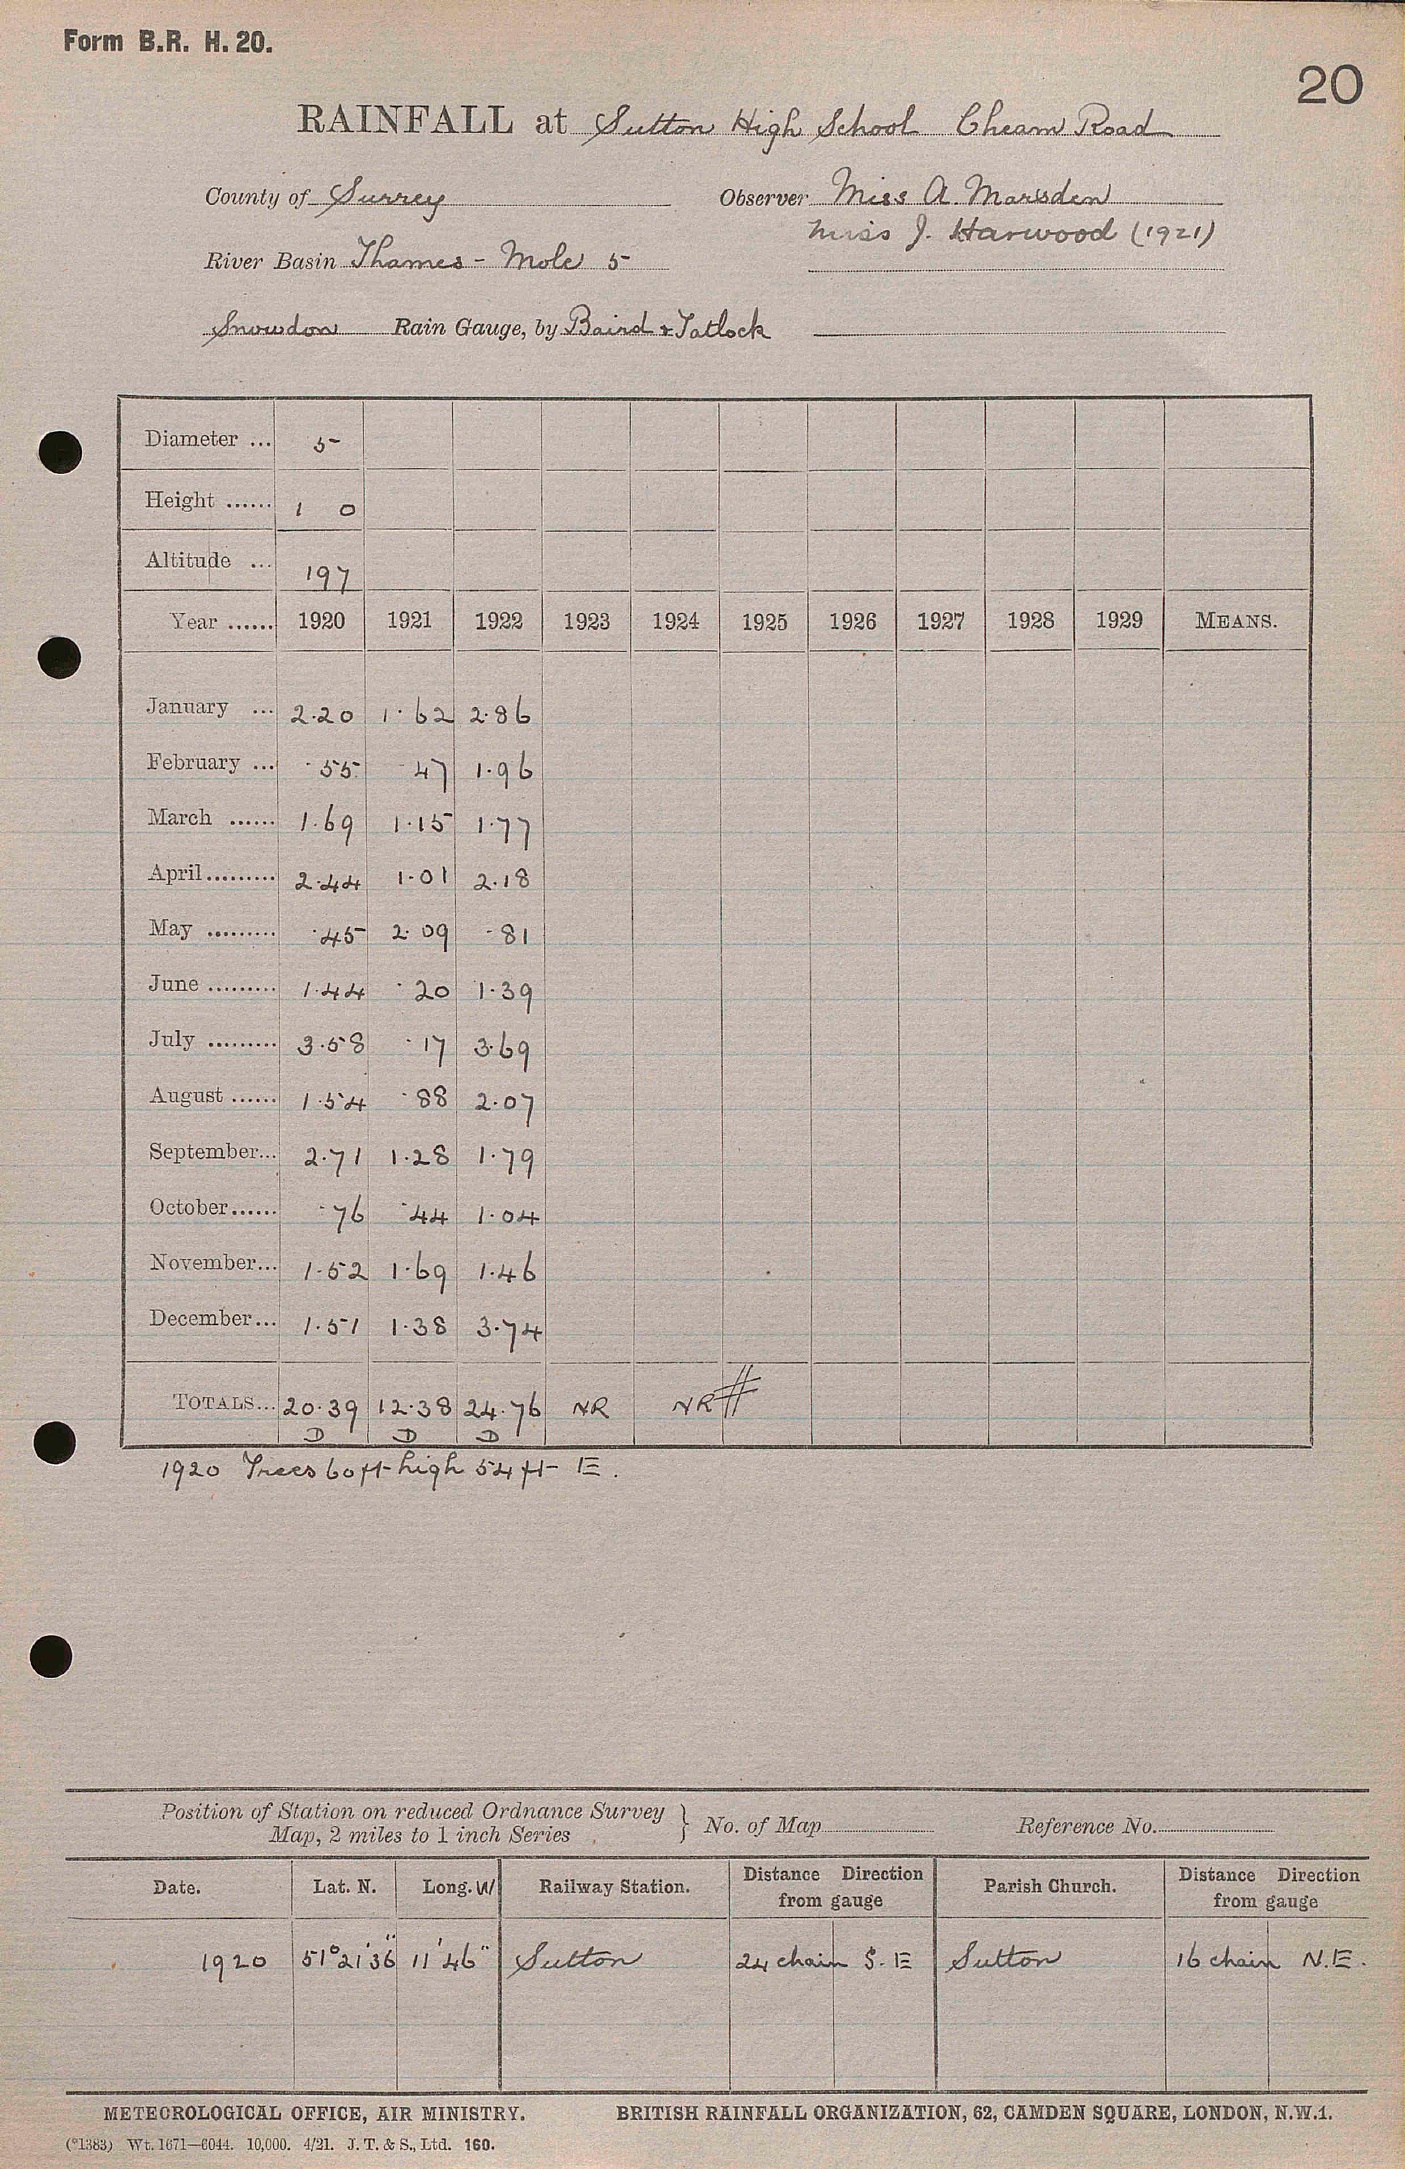 Form B.R. H. 20.
20
RAINFALL at Sutton High School Cheam Road
County of Surrey Observer Miss A. Marsden
Miss J. Harwood (1921)
River Basin Thames - Mole 5
Snowdon Rain Gauge, by Baird & Tatlock
Diameter ... 5
Height ...... 1 0
Altitude ... 197
Year ...... 1920 1921 1922 1923 1924 1925 1926 1927 1928 1929 MEANS.
January ... 2.20 1.62 2.86
February ... .55 .47 1.96
March ...... 1.69 1.15 1.77
April......... 2.44 1.01 2.18
May ......... .45 2.09 .81
June ......... 1.44 .20 1.39
July ......... 3.58 .17 3.69
August ...... 1.54 .88 2.07
September... 2.71 1.28 1.79
October...... .76 .44 1.04
November... 1.52 1.69 1.46
December... 1.51 1.38 3.74
TOTALS... 20.39 12.38 24.76 NR NR
D D D
1920 Trees 60 ft high 54 ft E.
Position of Station on reduced Ordnance Survey
Map, 2 miles to 1 inch Series } No. of Map Reference No.
Date. Lat. N. Long. W Railway Station. Distance Direction from gauge Parish Church. Distance Direction from gauge
1920 51°21'36" 11'46" Sutton 24 chain S.E Sutton 16 chain N.E.
METEOROLOGICAL OFFICE, AIR MINISTRY. BRITISH RAINFALL ORGANIZATION, 62, CAMDEN SQUARE, LONDON, N.W.1.
(*1383) Wt. 1671—6044. 10,000. 4/21. J. T. & S., Ltd. 160.